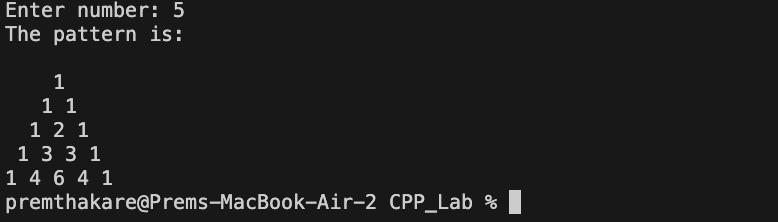 Enter number: 5
The pattern is:

    1
   1 1
  1 2 1
 1 3 3 1
1 4 6 4 1
premthakare@Prems-MacBook-Air-2 CPP_Lab %